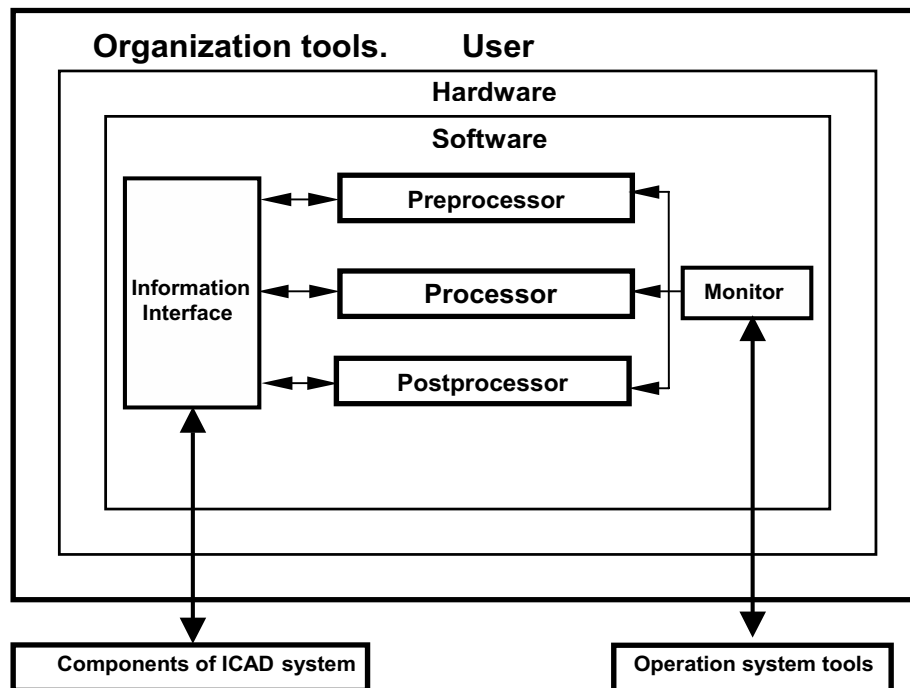 Organization tools. User
Hardware
Software
Preprocessor
Information
Interface
Processor
Monitor
Postprocessor
Components of ICAD system
Operation system tools